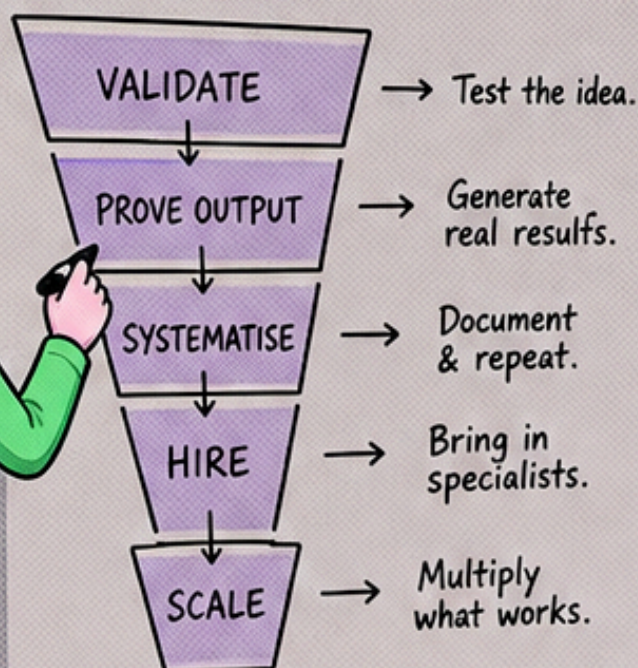 VALIDATE
Test the idea.
PROVE OUTPUT
Generate
real resulfs.
SYSTEMATISE
Document
& repeat.
HIRE
Bring in
specialists.
SCALE
Multiply
what works.